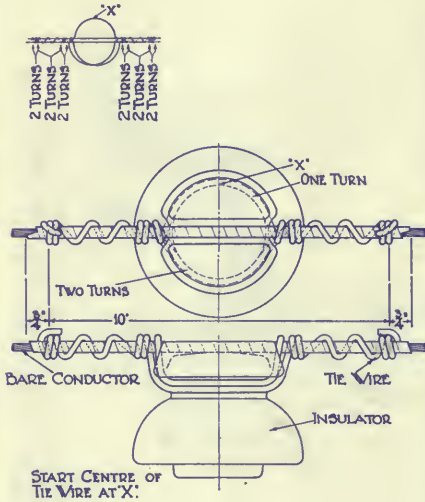 "X"
2 TURNS
2 TURNS
2 TURNS
2 TURNS
2 TURNS
2 TURNS
"X"
ONE TURN
TWO TURNS
3/4"
10"
3/4"
BARE CONDUCTOR
TIE WIRE
INSULATOR
START CENTRE OF
TIE WIRE AT "X".